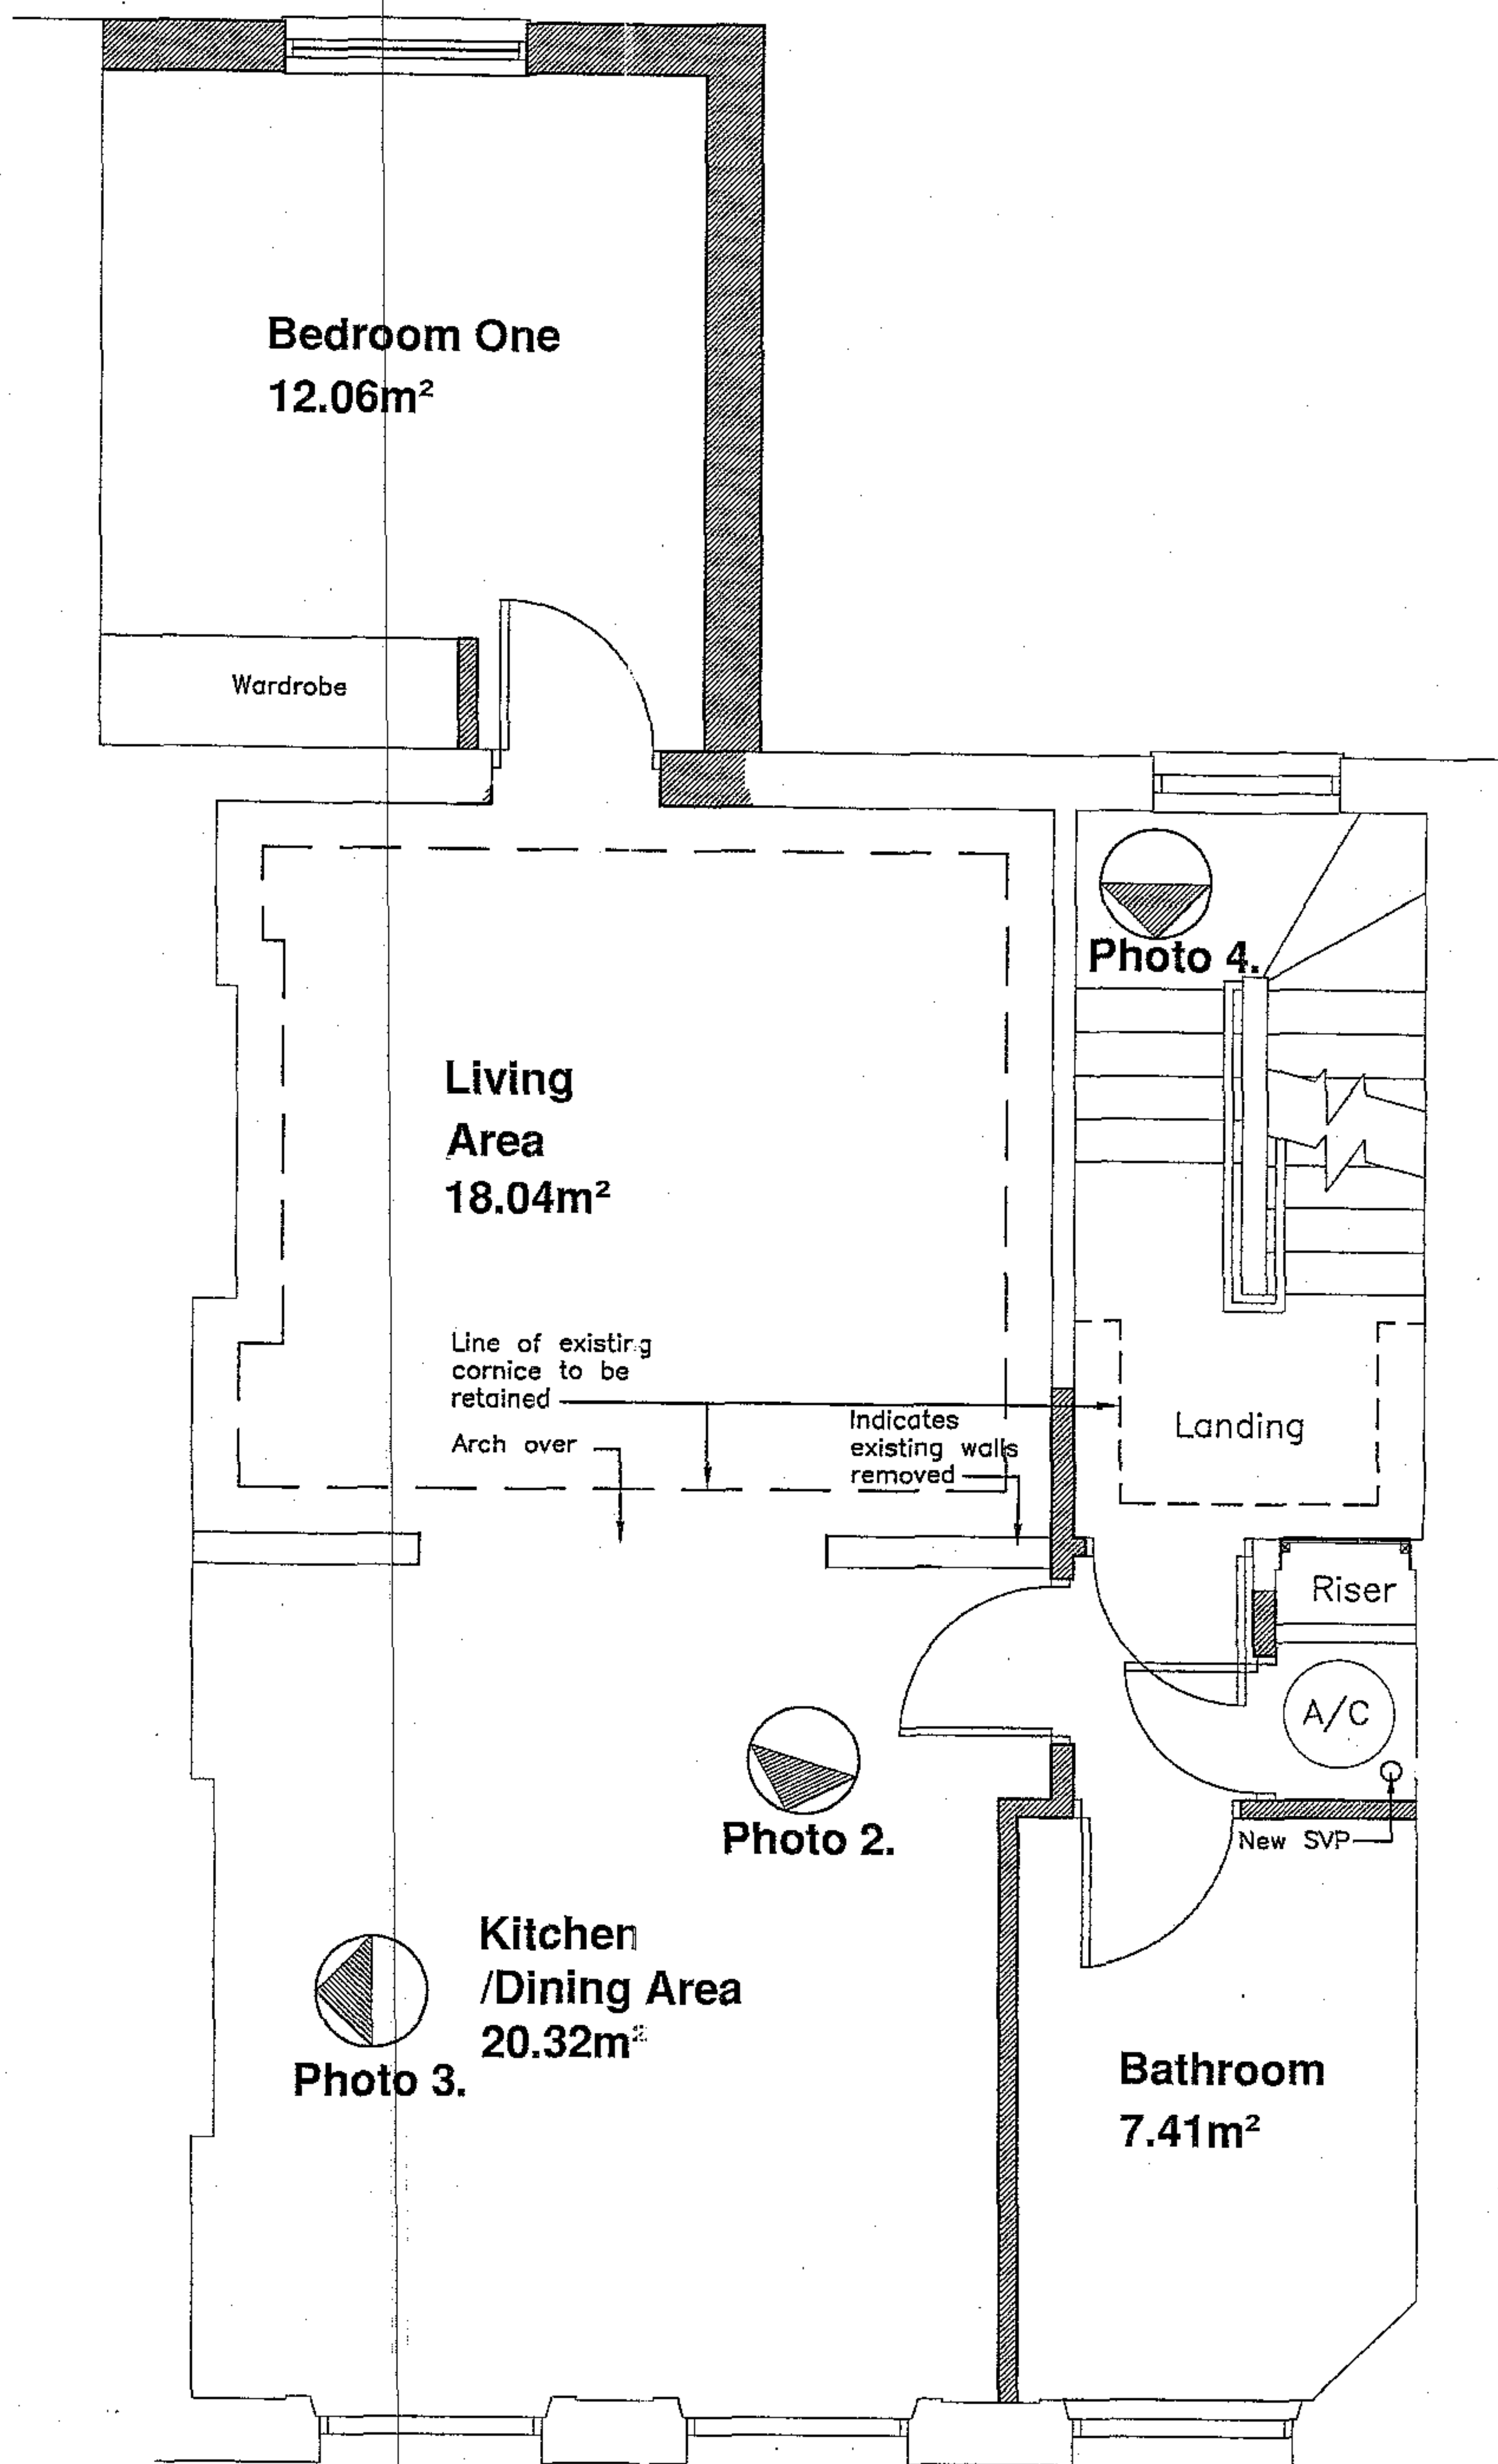 Bedroom One
12.06m²
Wardrobe
Photo 4.
Living
Area
18.04m²
Line of existing
cornice to be
retained
Arch over
Indicates
existing walls
removed
Landing
Riser
A/C
New SVP
Photo 2.
Kitchen
/Dining Area
20.32m²
Photo 3.
Bathroom
7.41m²